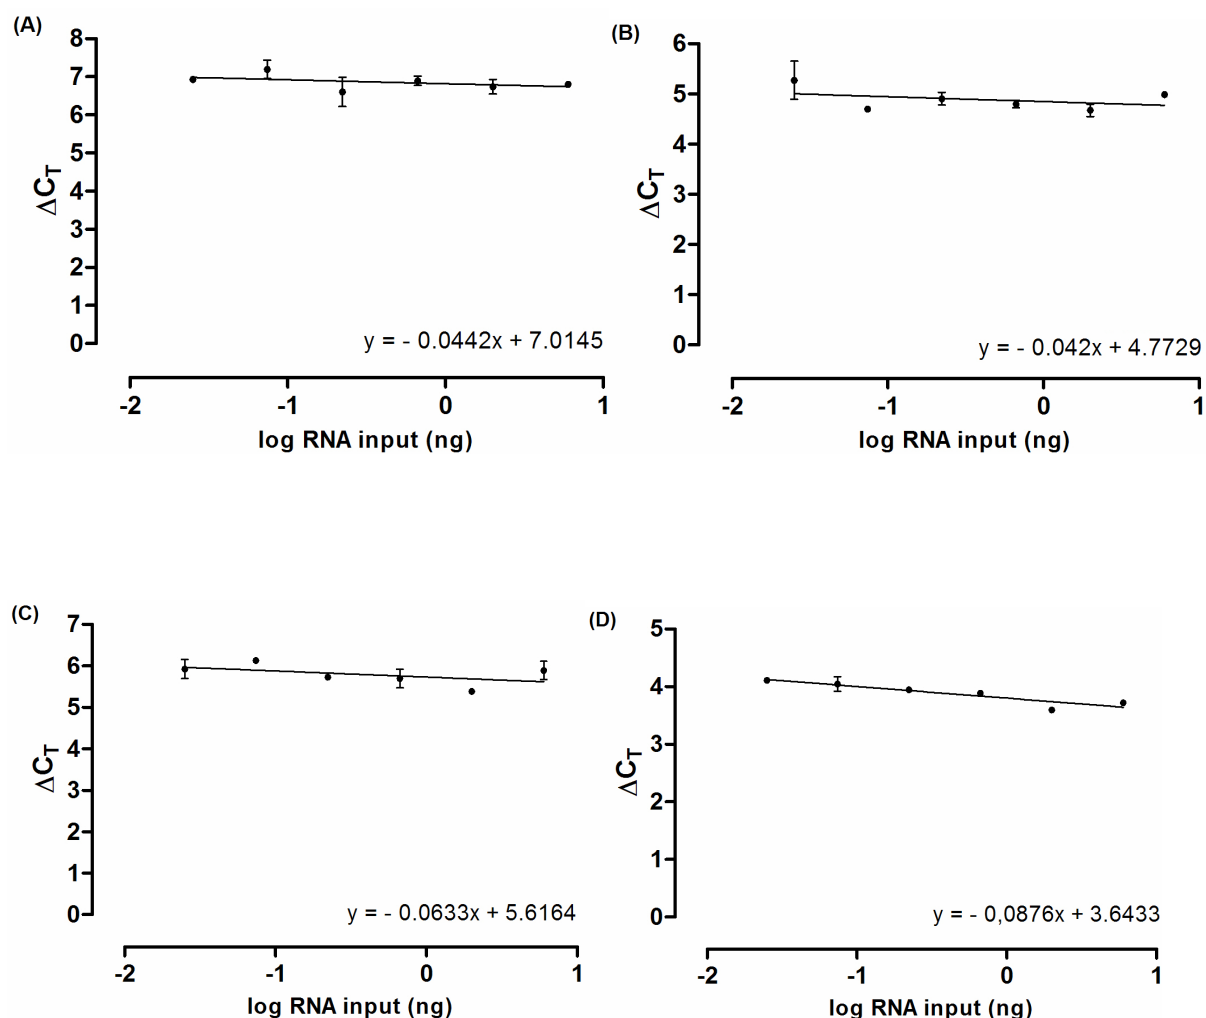 (A)
8
7
6
5
4
3
2
1
0
ΔCT
y = - 0.0442x + 7.0145
-2 -1 0 1
log RNA input (ng)
(B)
6
5
4
3
2
1
0
ΔCT
y = - 0.042x + 4.7729
-2 -1 0 1
log RNA input (ng)
(C)
7
6
5
4
3
2
1
0
ΔCT
y = - 0.0633x + 5.6164
-2 -1 0 1
log RNA input (ng)
(D)
5
4
3
2
1
0
ΔCT
y = - 0,0876x + 3.6433
-2 -1 0 1
log RNA input (ng)